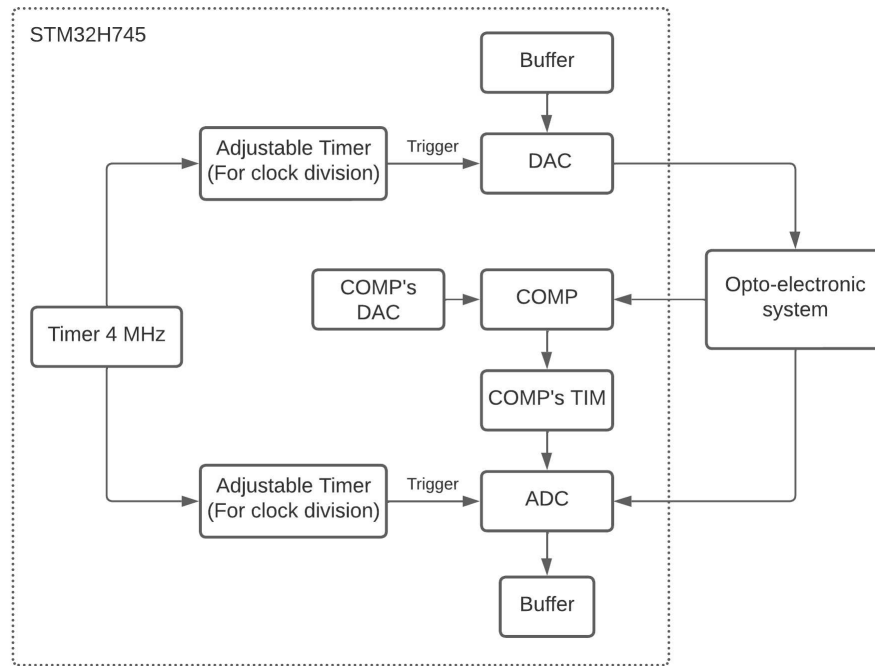 STM32H745
Buffer
Adjustable Timer
(For clock division)
Trigger
DAC
COMP's
DAC
COMP
Opto-electronic
system
Timer 4 MHz
COMP's TIM
Adjustable Timer
(For clock division)
Trigger
ADC
Buffer